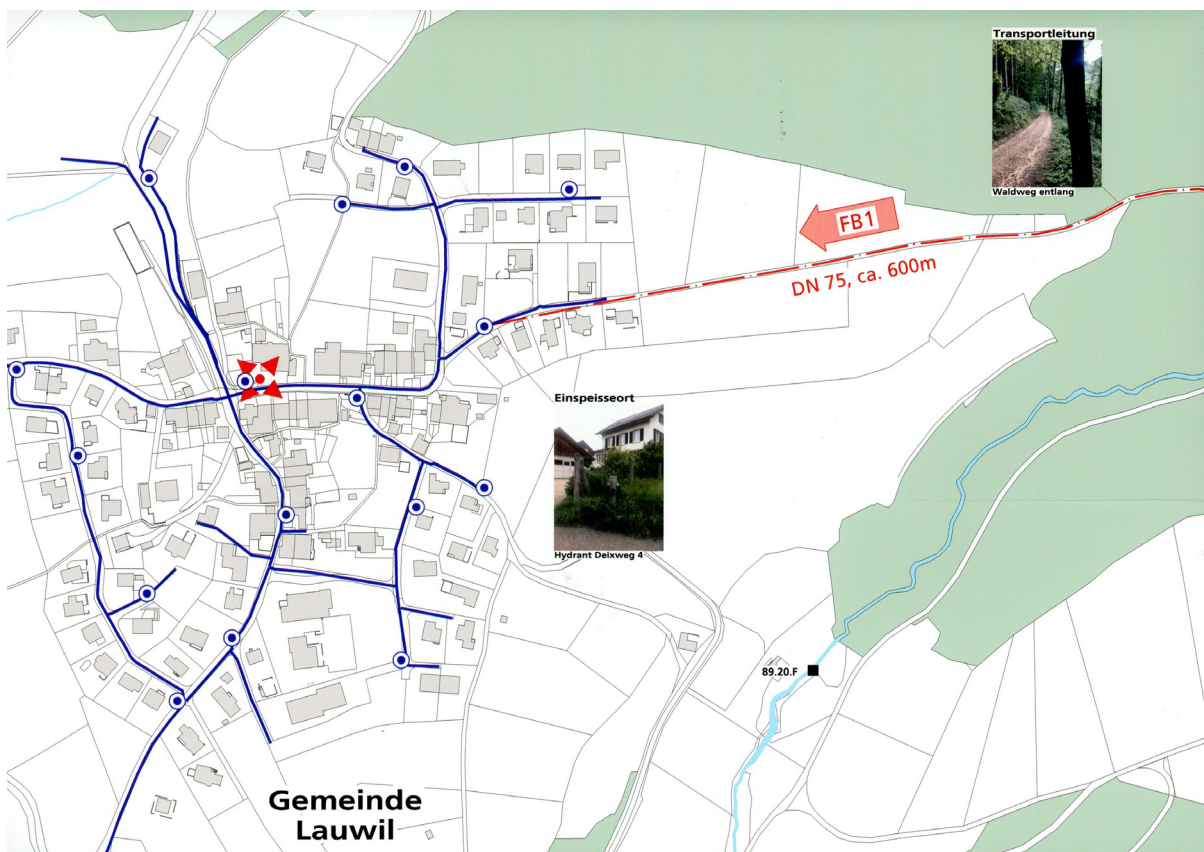 Transportleitung
Waldweg entlang
FB1
DN 75, ca. 600m
Einspeisseort
Hydrant Deixweg 4
89.20.F
Gemeinde
Lauwil